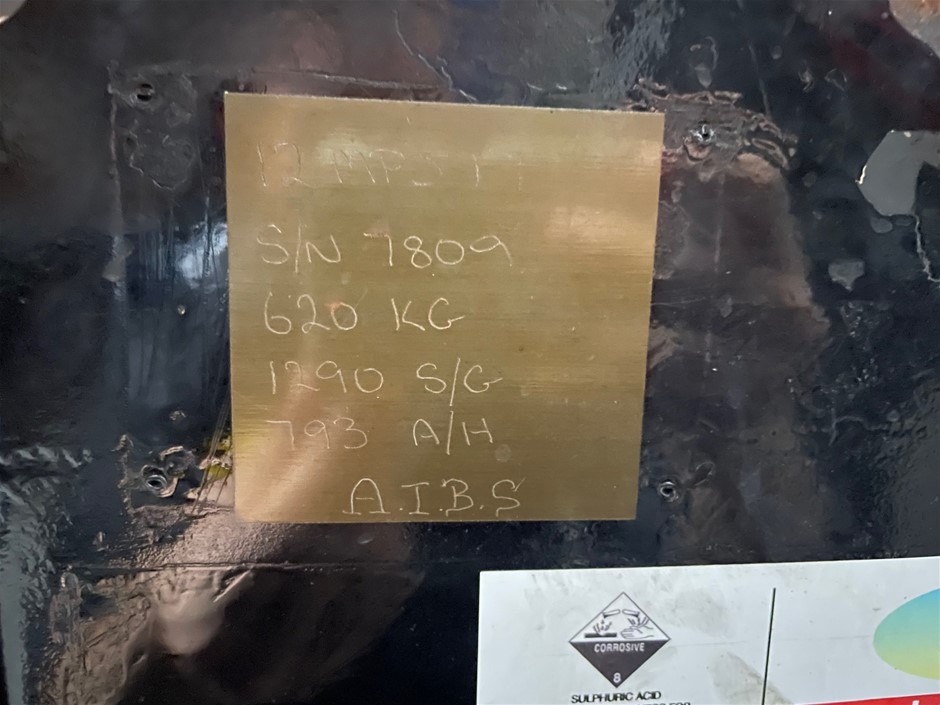 S/N 7809
620 KG
1290 S/G
793 A/H
A.I.B.S
CORROSIVE
8
SULPHURIC ACID